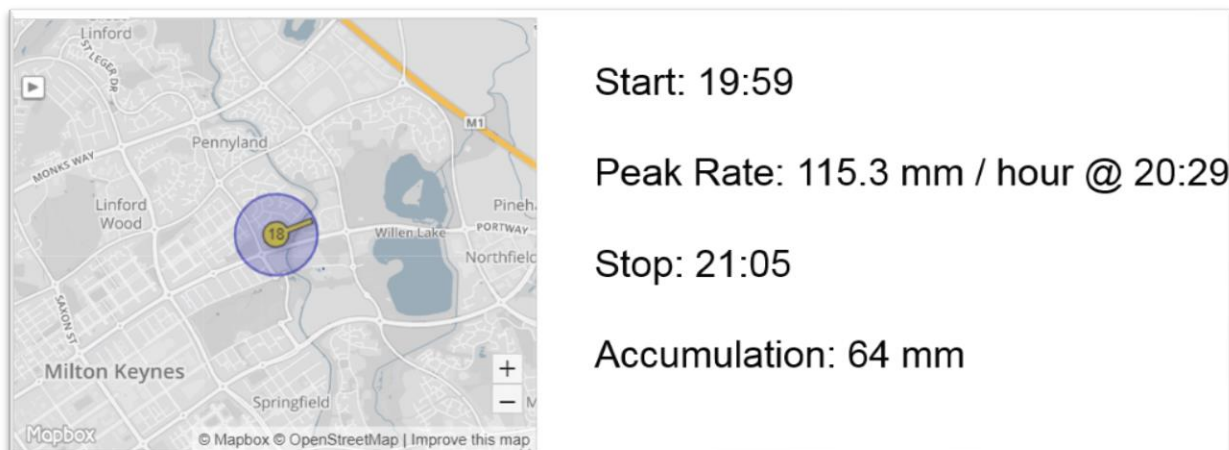 Linford
ST LEGER DR
M1
Pennyland
MONKS WAY
Linford
Wood
Pineh
18
Willen Lake
PORTWAY
Northfield
SAXON ST
Milton Keynes
Springfield
+
−
M
Mapbox
© Mapbox © OpenStreetMap | Improve this map
Start: 19:59
Peak Rate: 115.3 mm / hour @ 20:29
Stop: 21:05
Accumulation: 64 mm